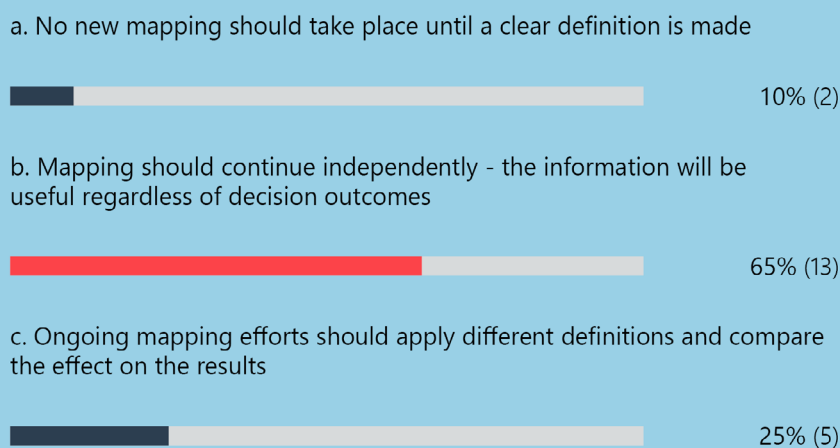 a. No new mapping should take place until a clear definition is made
10% (2)
b. Mapping should continue independently - the information will be
useful regardless of decision outcomes
65% (13)
c. Ongoing mapping efforts should apply different definitions and compare
the effect on the results
25% (5)